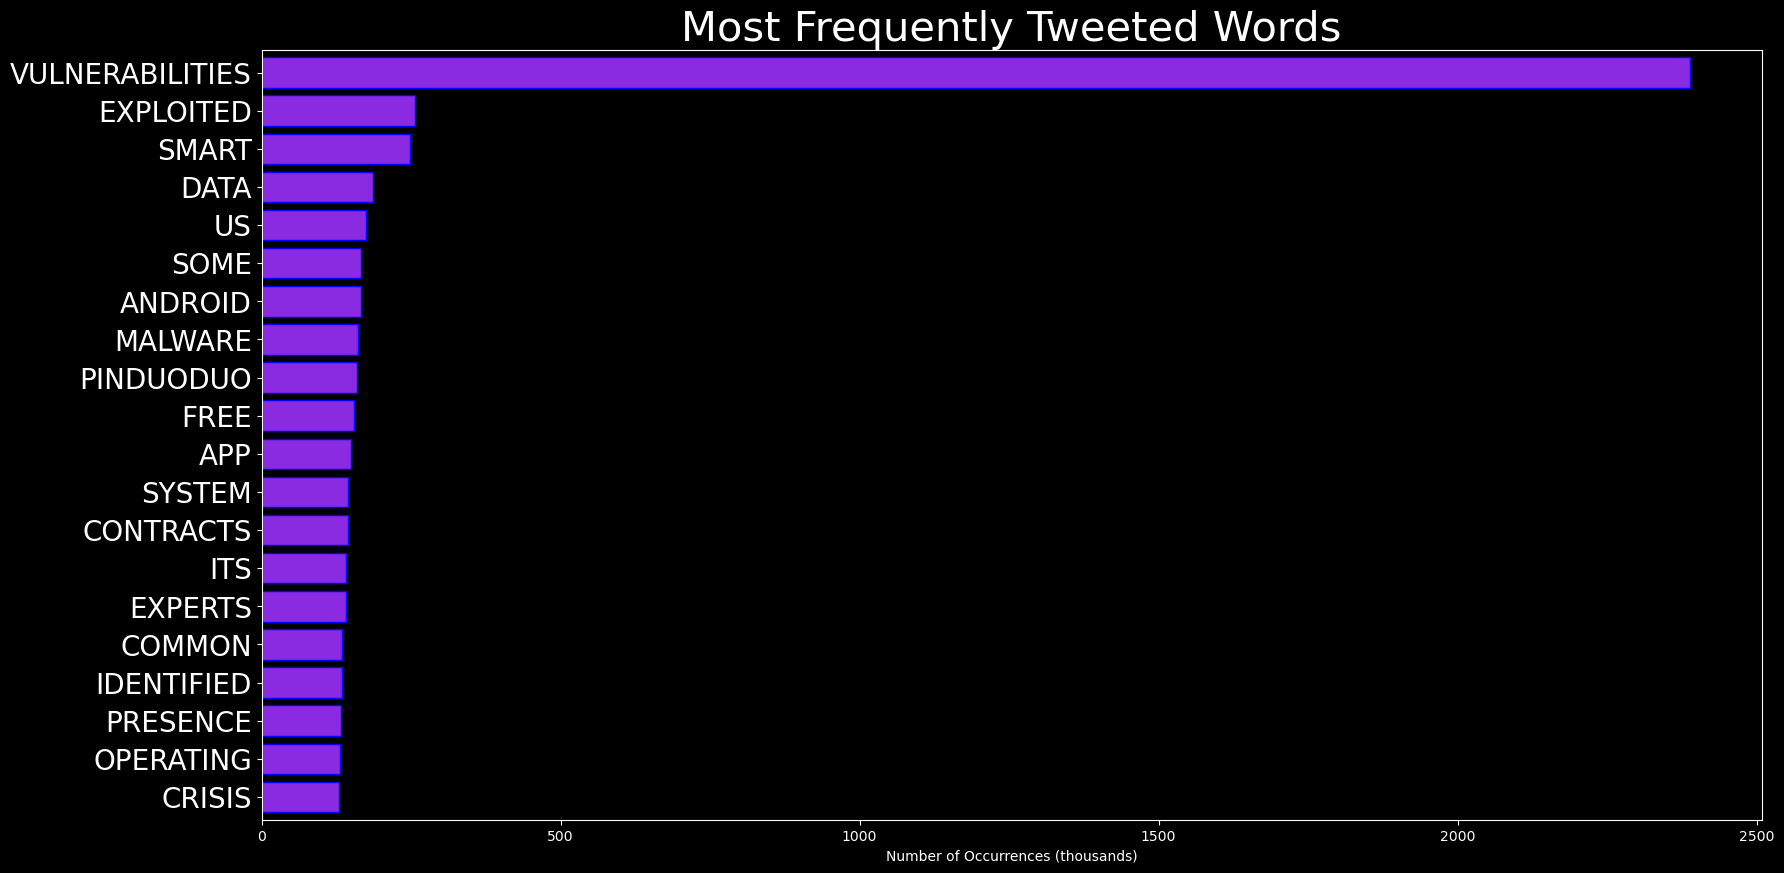 Most Frequently Tweeted Words
VULNERABILITIES
EXPLOITED
SMART
DATA
US
SOME
ANDROID
MALWARE
PINDUODUO
FREE
APP
SYSTEM
CONTRACTS
ITS
EXPERTS
COMMON
IDENTIFIED
PRESENCE
OPERATING
CRISIS
0 500 1000 1500 2000 2500
Number of Occurrences (thousands)